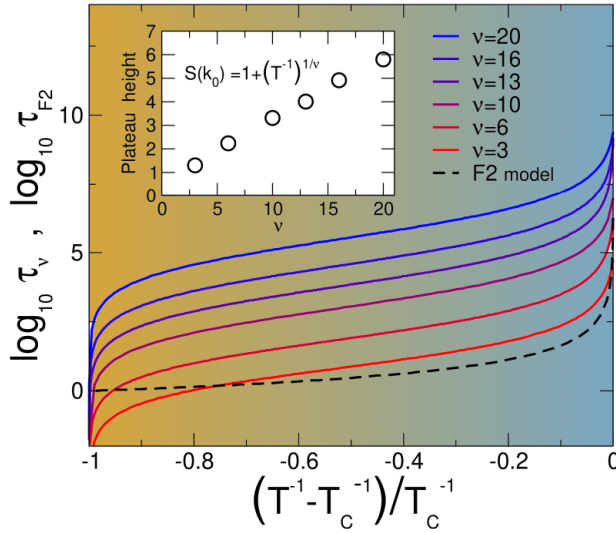 log₁₀ τ_ν , log₁₀ τ_F2
10
5
0
-1
-0.8
-0.6
-0.4
-0.2
0
(T⁻¹-T_C⁻¹)/T_C⁻¹
Plateau height
7
6
5
4
3
2
1
0
0
5
10
15
20
ν
S(k₀) =1+(T⁻¹)^1/ν
ν=20
ν=16
ν=13
ν=10
ν=6
ν=3
F2 model